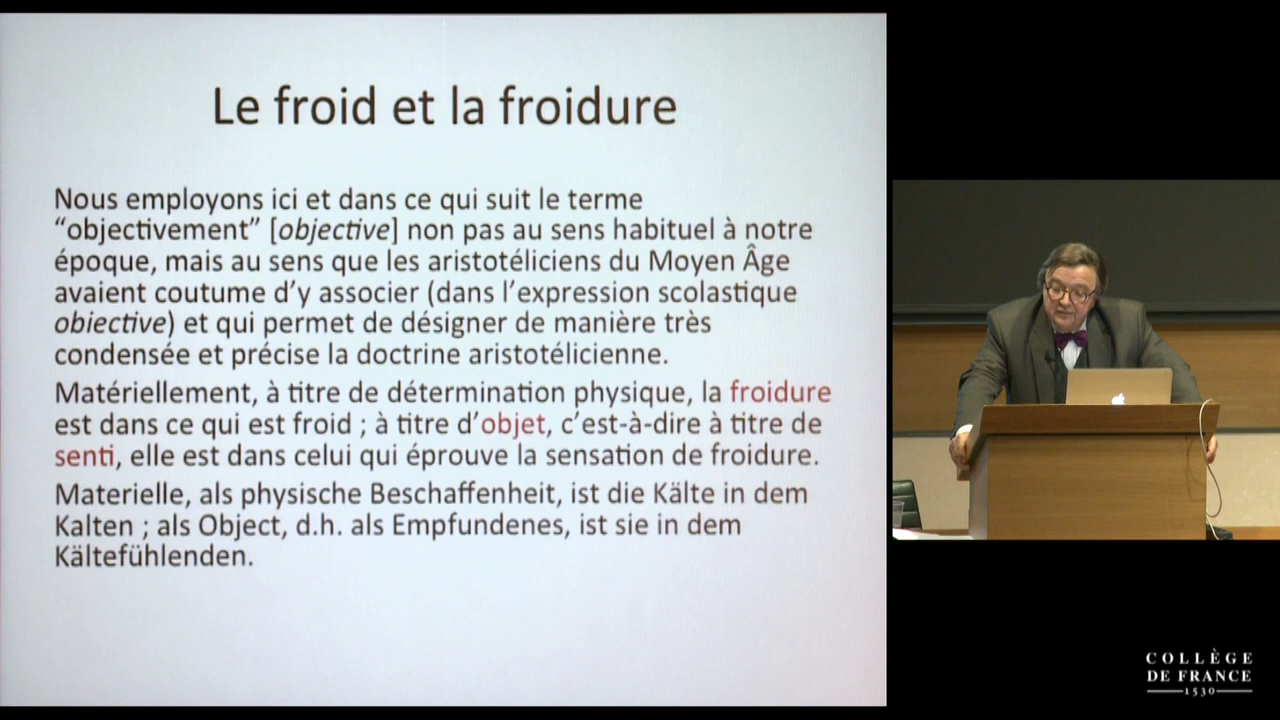 Le froid et la froidure
Nous employons ici et dans ce qui suit le terme
“objectivement” [objective] non pas au sens habituel à notre
époque, mais au sens que les aristotéliciens du Moyen Âge
avaient coutume d’y associer (dans l’expression scolastique
obiective) et qui permet de désigner de manière très
condensée et précise la doctrine aristotélicienne.
Matériellement, à titre de détermination physique, la froidure
est dans ce qui est froid ; à titre d’objet, c’est-à-dire à titre de
senti, elle est dans celui qui éprouve la sensation de froidure.
Materielle, als physische Beschaffenheit, ist die Kälte in dem
Kalten ; als Object, d.h. als Empfundenes, ist sie in dem
Kältefühlenden.
COLLÈGE
DE FRANCE
1530